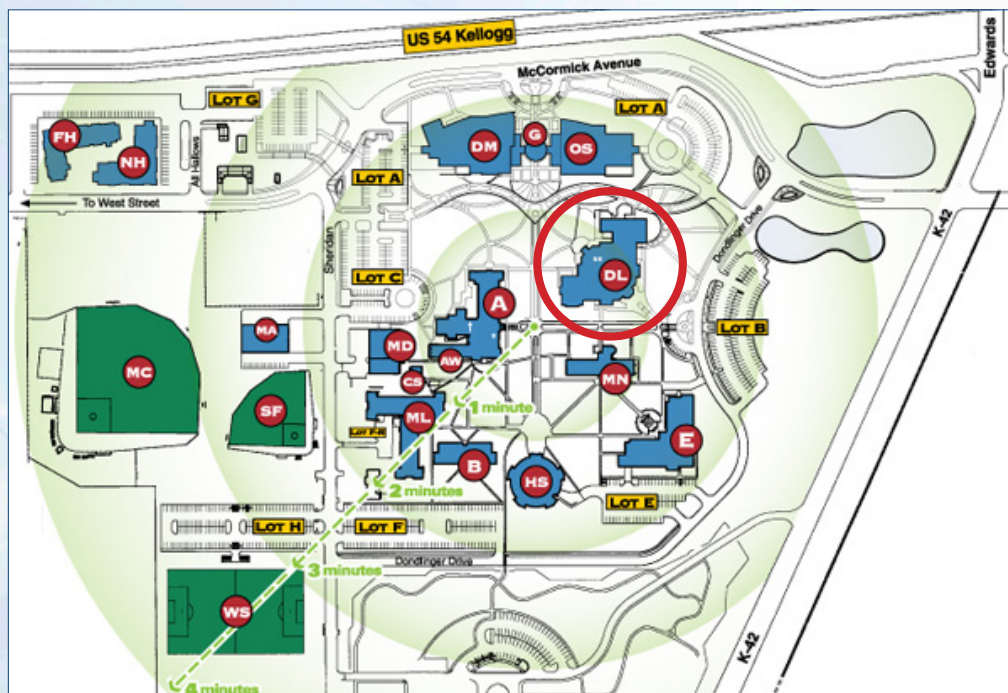 US 54 Kellogg
Edwards
McCormick Avenue
LOT G
LOT A
FH
NH
DM
G
OS
All Hallows
LOT A
To West Street
Sheridan
Dondlinger Drive
K-42
LOT C
A
DL
LOT B
MA
MD
AW
MN
MC
CS
1 minute
SF
ML
LOT F-R
E
B
HS
2 minutes
LOT E
LOT H
LOT F
Dondlinger Drive
3 minutes
WS
K-42
4 minutes